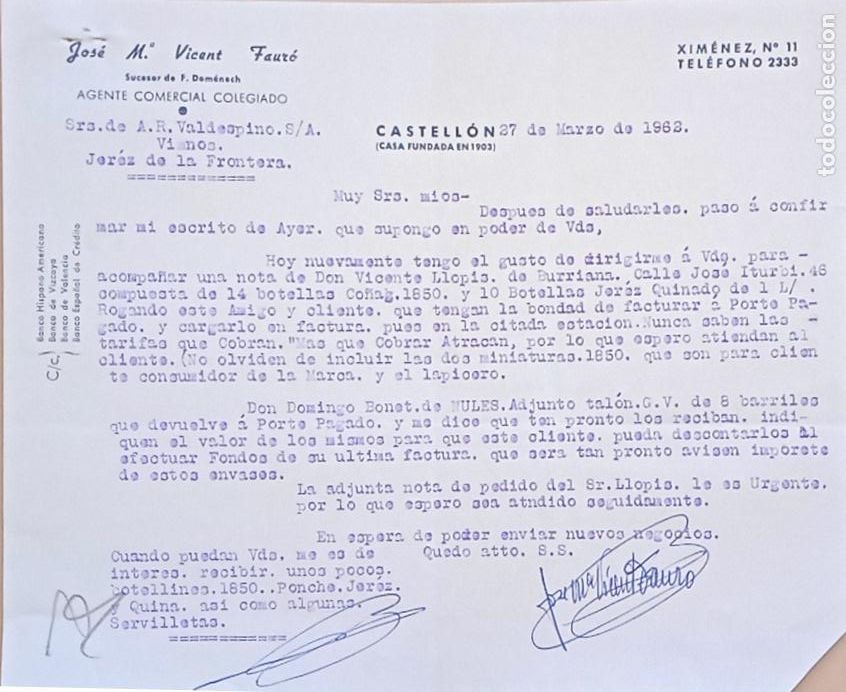 José M.ª Vicent Fauró
Sucesor de F. Doménech
AGENTE COMERCIAL COLEGIADO
XIMÉNEZ, Nº 11
TELÉFONO 2333
Srs.de A.R.Valdespino.S/A.
Vinos.
Jeréz de la Frontera.
=============
CASTELLÓN 27 de Marzo de 1962.
(CASA FUNDADA EN 1903)
Muy Srs. mios-
Despues de saludarles. paso á confir
mar mi escrito de Ayer. que supongo en poder de Vds,
Hoy nuevamente tengo el gusto de dirigirme á Vdq. para -
acompañar una nota de Don Vicente Llopis. de Burriana. Calle José Iturbi.46
compuesta de 14 botellas Coñag.1850. y 10 Botellas Jeréz Quinado de 1 L/ .
Rogando este Amigo y cliente. que tengan la bondad de facturar á Porte Pa-
gado. y cargarlo en factura. pues en la citada estacion.Nunca saben las -
tarifas que Cobran."Mas que Cobrar Atracan, por lo que espero atiendan al
cliente.(No olviden de incluir las dos miniaturas.1850. que son para clien
te consumidor de la Marca. y el lapicero.
Don Domingo Bonet.de NULES.Adjunto talón.G.V. de 8 barriles
que devuelve á Porte Pagado. y me dice que tan pronto los reciban. indi-
quen el valor de los mismos para que este cliente. pueda descontarlos al
efectuar Fondos de su ultima factura. que sera tan pronto avisen imporete
de estos envases.
La adjunta nota de pedido del Sr.Llopis. le es Urgente.
por lo que espero sea atndido seguidamente.
En espera de poder enviar nuevos negocios.
Quedo atto. S.S.
Cuando puedan Vds. me es de
interes. recibir. unos pocos.
botellines.1850..Ponche.Jeréz.
y Quina. asi como algunas.
Servilletas.
============
C/c)
Banco Hispano Americano
Banco de Vizcaya
Banco de Valencia
Banco Español de Crédito
todocoleccion